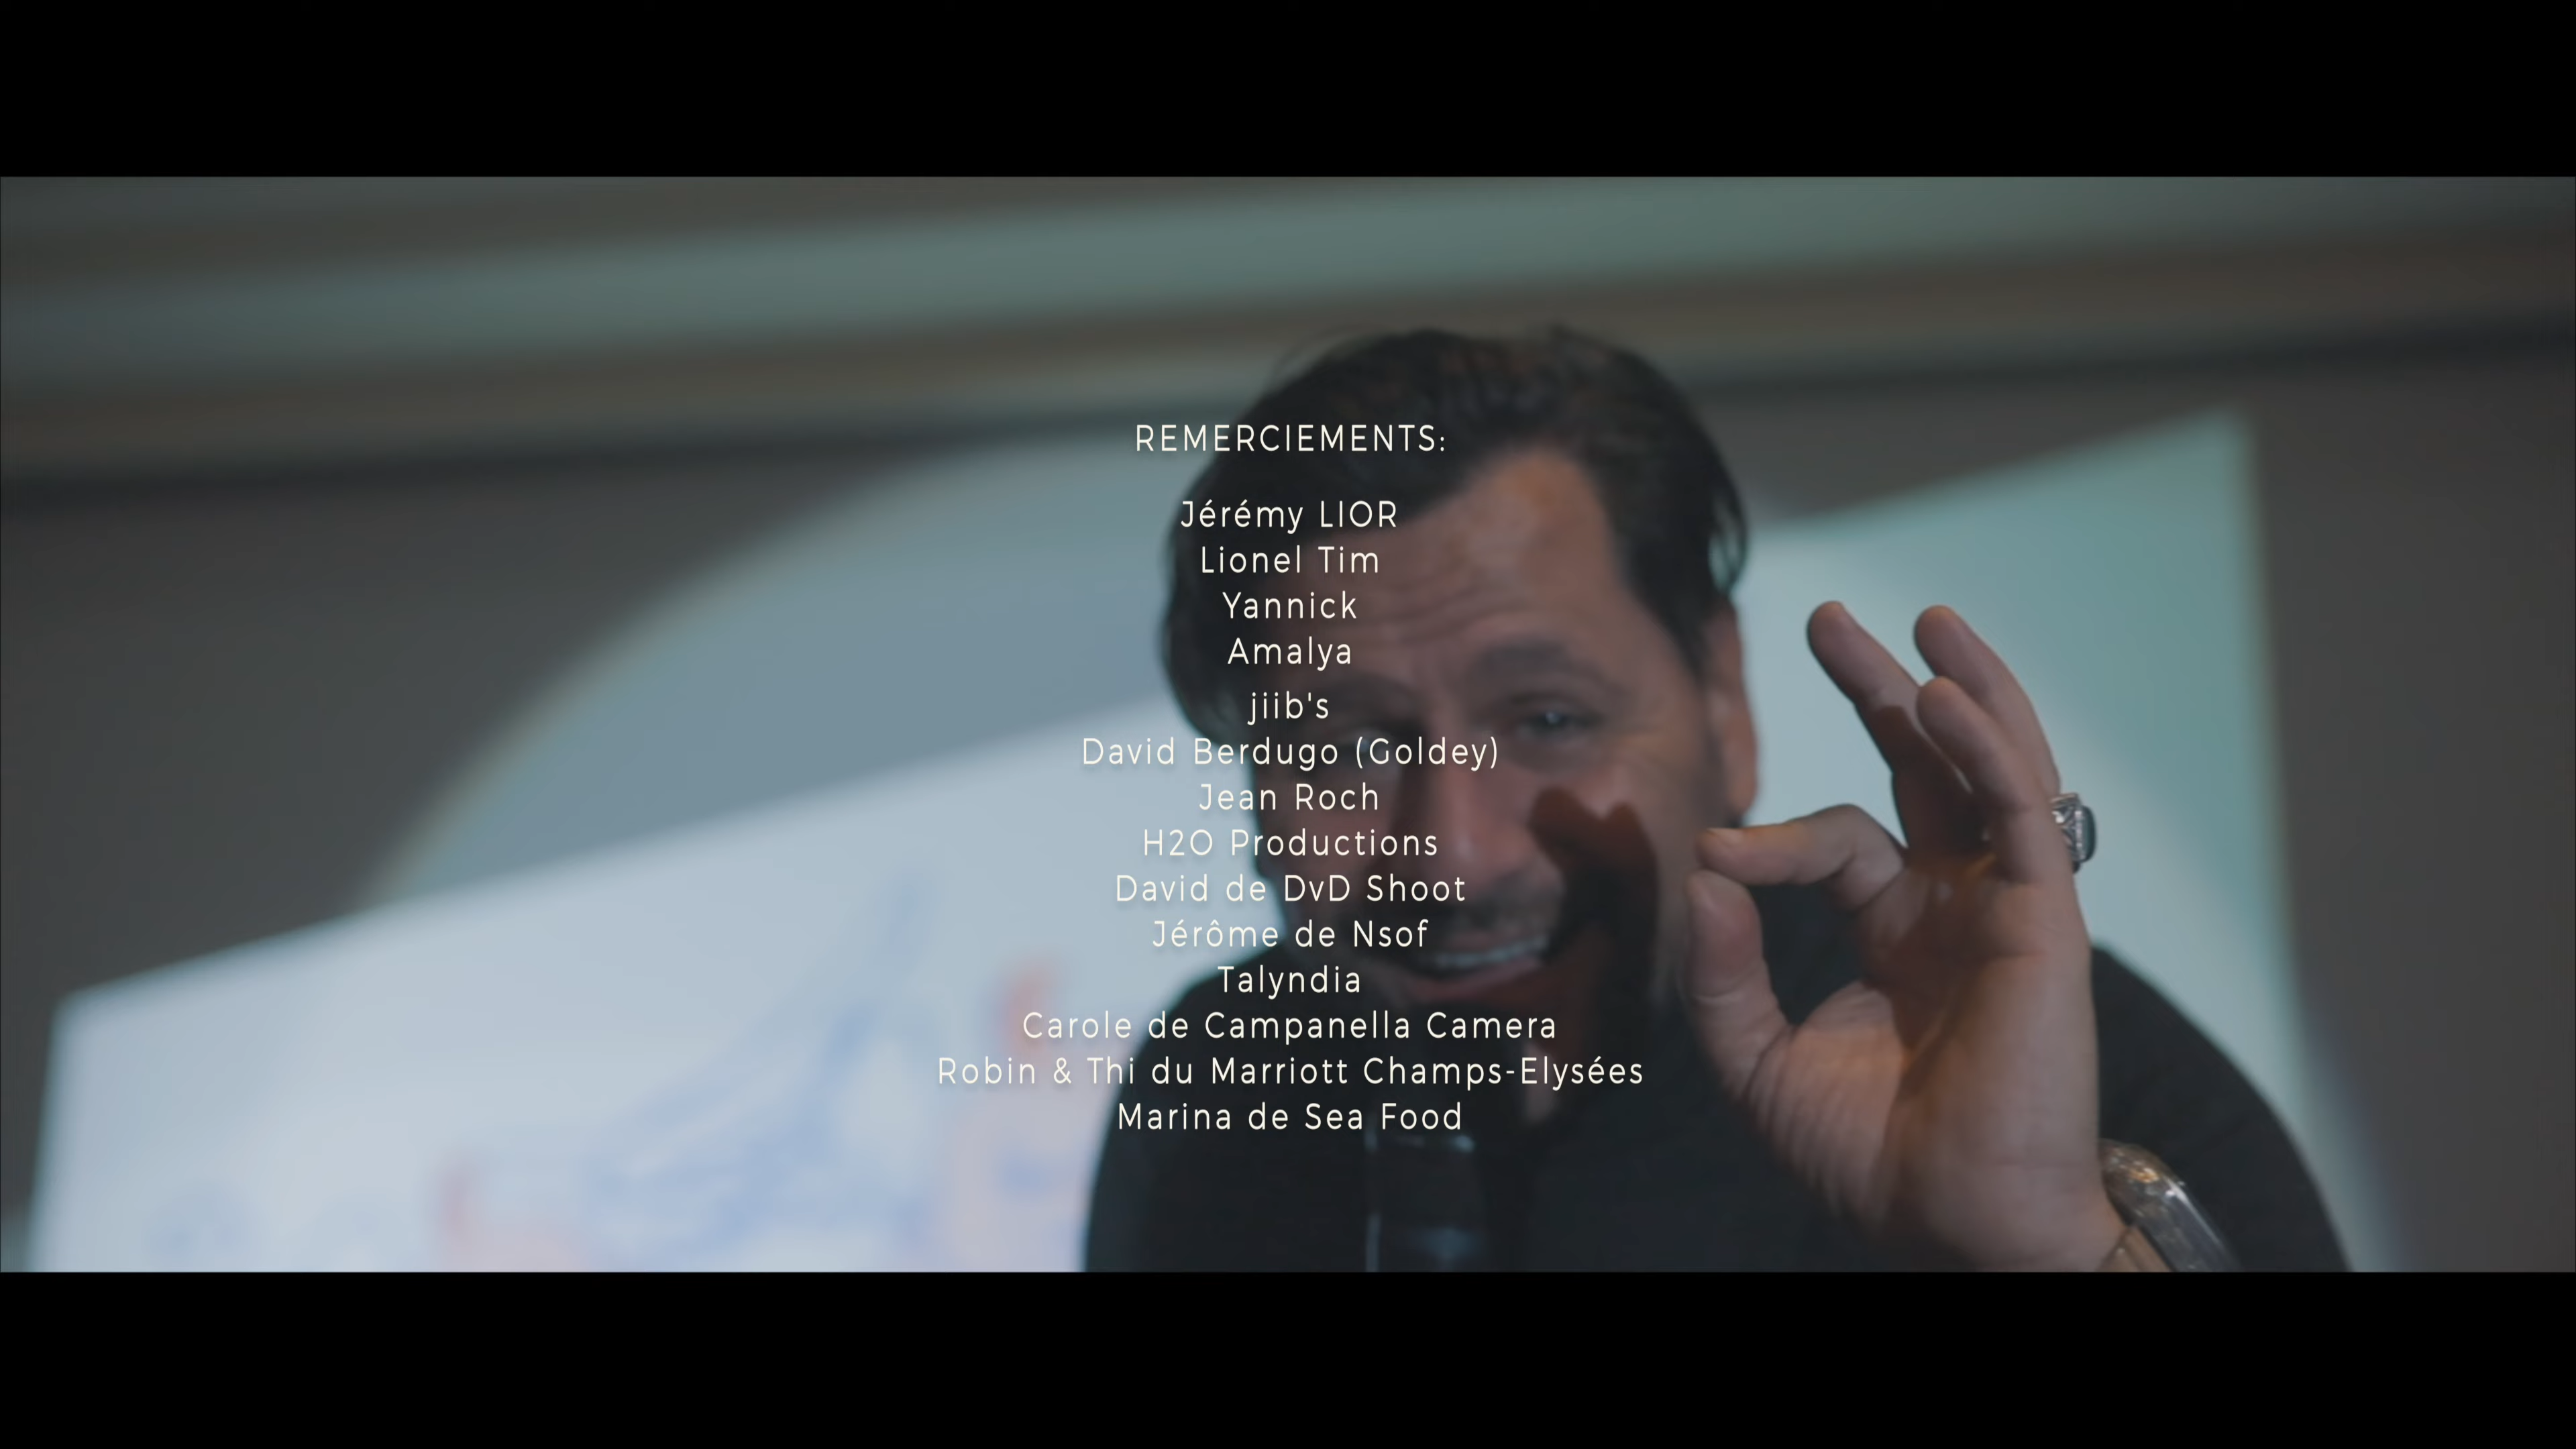 REMERCIEMENTS:
Jérémy LIOR
Lionel Tim
Yannick
Amalya
jiib's
David Berdugo (Goldey)
Jean Roch
H2O Productions
David de DvD Shoot
Jérôme de Nsof
Talyndia
Carole de Campanella Camera
Robin & Thi du Marriott Champs-Elysées
Marina de Sea Food